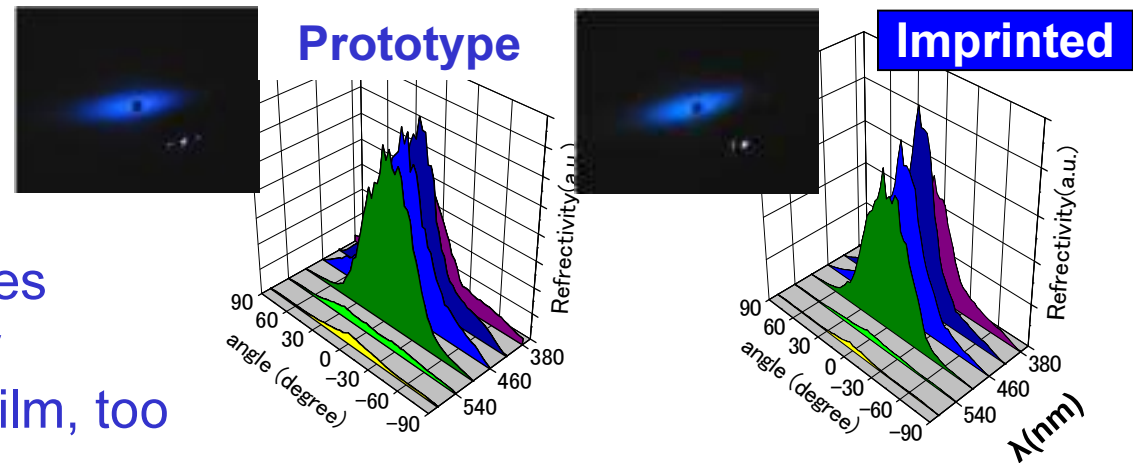 Prototype
Imprinted
es
ilm, too
Refrectivity(a.u.)
90
60
30
0
-30
-60
-90
angle (degree)
380
460
540
Refrectivity(a.u.)
90
60
30
0
-30
-60
-90
angle (degree)
380
460
540
λ(nm)